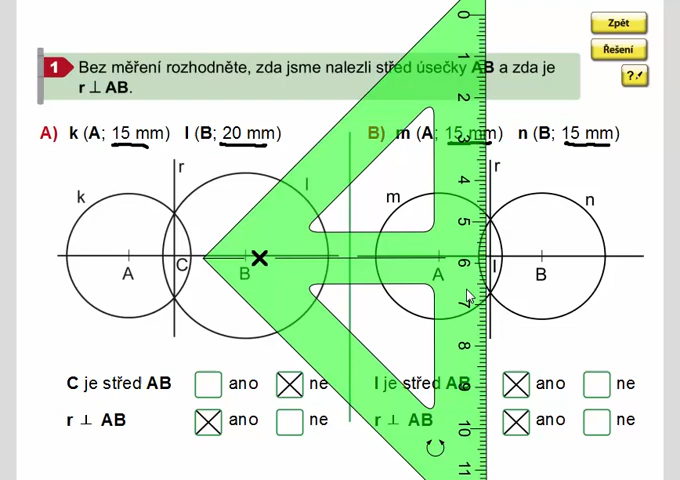 Zpět
Řešení
?
1 Bez měření rozhodněte, zda jsme nalezli střed úsečky AB a zda je
r ⊥ AB.
A) k (A; 15 mm) l (B; 20 mm)
B) m (A; 15 mm) n (B; 15 mm)
k r l
A C B
m r n
A I B
0
1
2
3
4
5
6
7
8
9
10
11
C je střed AB ano ne
r ⊥ AB ano ne
I je střed AB ano ne
r ⊥ AB ano ne